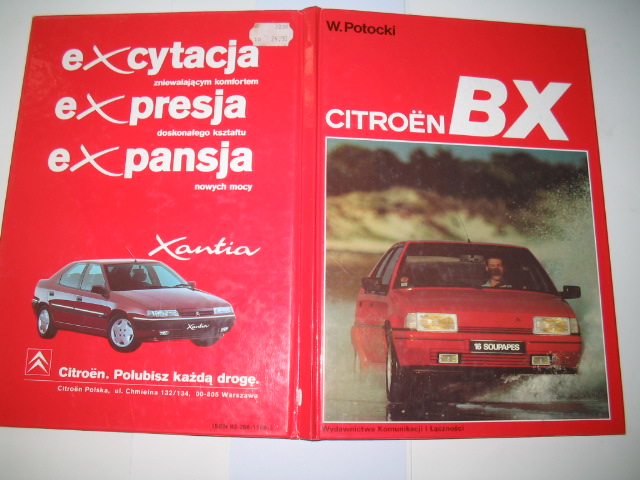 excytacja
zniewalającym komfortem
expresja
doskonałego kształtu
expansja
nowych mocy
Xantia
Xantia
Citroën. Polubisz każdą drogę.
Citroën Polska, ul. Chmielna 132/134, 00-805 Warszawa
W. Potocki
CITROËN BX
16 SOUPAPES
Wydawnictwa Komunikacji i Łączności